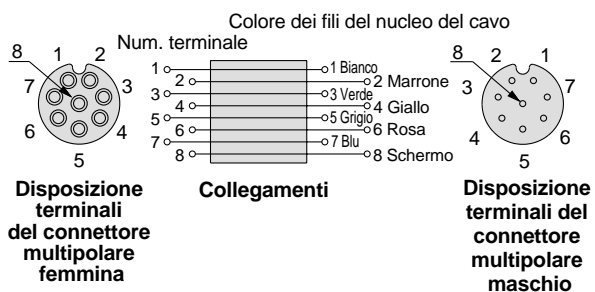 Colore dei fili del nucleo del cavo
Num. terminale
8
1
2
7
3
6
4
5
1
2
3
4
5
6
7
8
1 Bianco
2 Marrone
3 Verde
4 Giallo
5 Grigio
6 Rosa
7 Blu
8 Schermo
8
2
1
3
7
4
6
5
Disposizione
terminali
del connettore
multipolare
femmina
Collegamenti
Disposizione
terminali del
connettore
multipolare
maschio